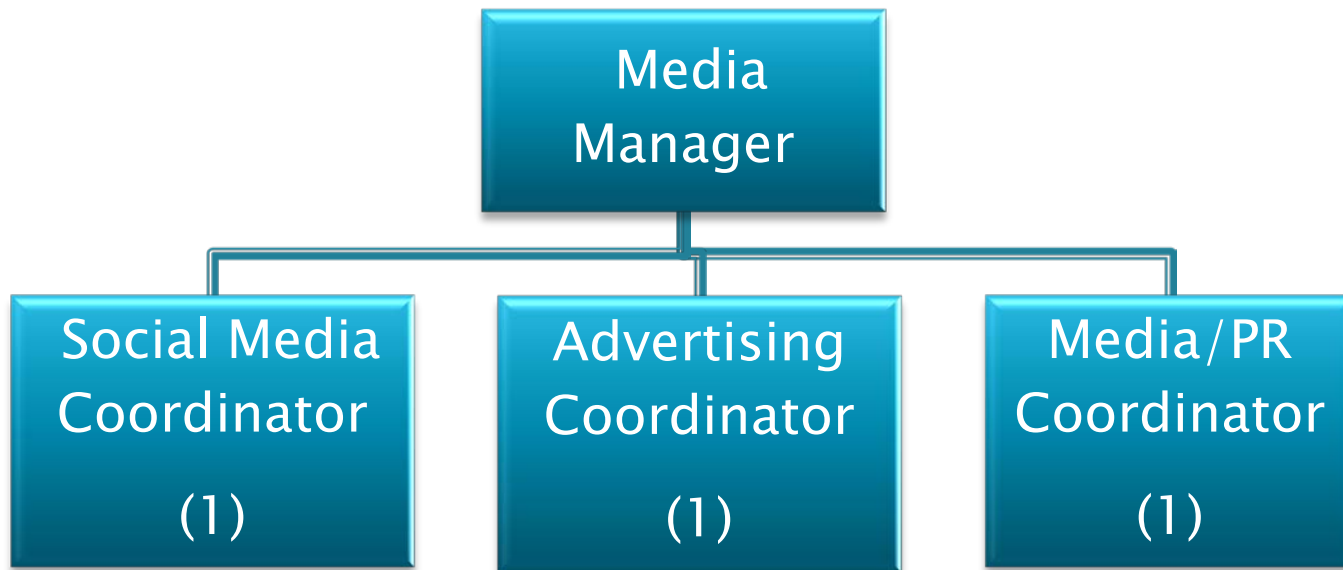 Media
Manager
Social Media
Coordinator
(1)
Advertising
Coordinator
(1)
Media/PR
Coordinator
(1)